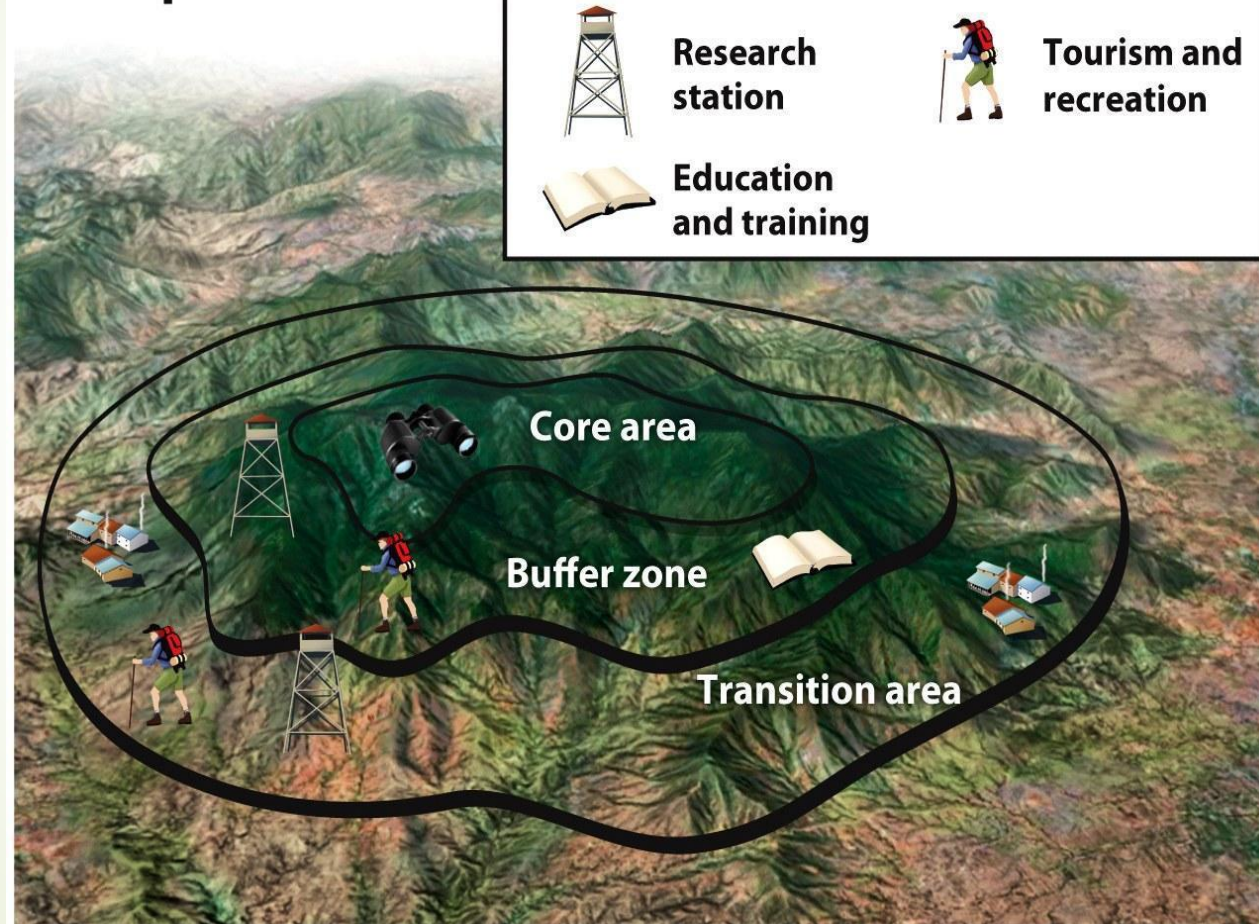 Research
station
Tourism and
recreation
Education
and training
Core area
Buffer zone
Transition area